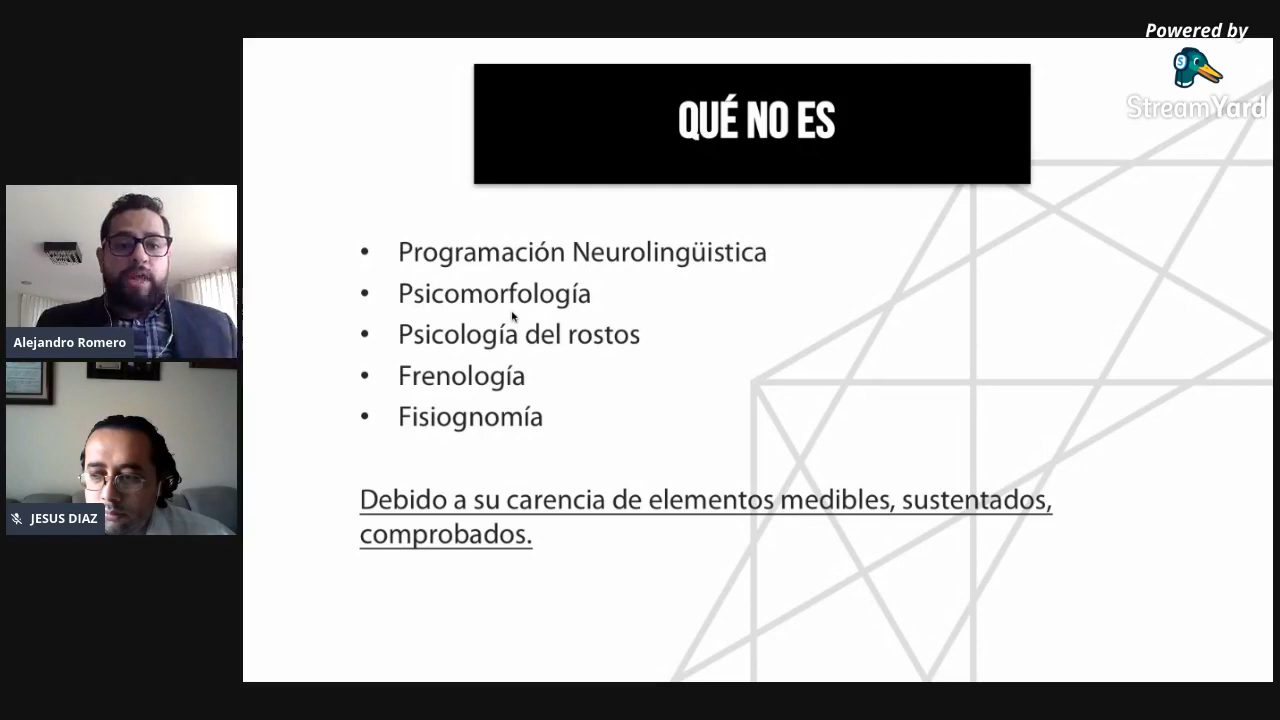 Powered by
StreamYard
QUÉ NO ES
• Programación Neurolingüistica
• Psicomorfología
• Psicología del rostos
• Frenología
• Fisiognomía
Debido a su carencia de elementos medibles, sustentados,
comprobados.
Alejandro Romero
JESUS DIAZ